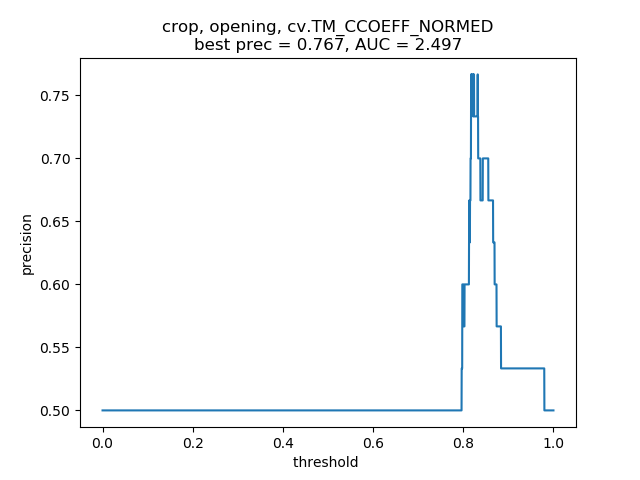 crop, opening, cv.TM_CCOEFF_NORMED
best prec = 0.767, AUC = 2.497
0.75
0.70
0.65
0.60
0.55
0.50
precision
0.0 0.2 0.4 0.6 0.8 1.0
threshold